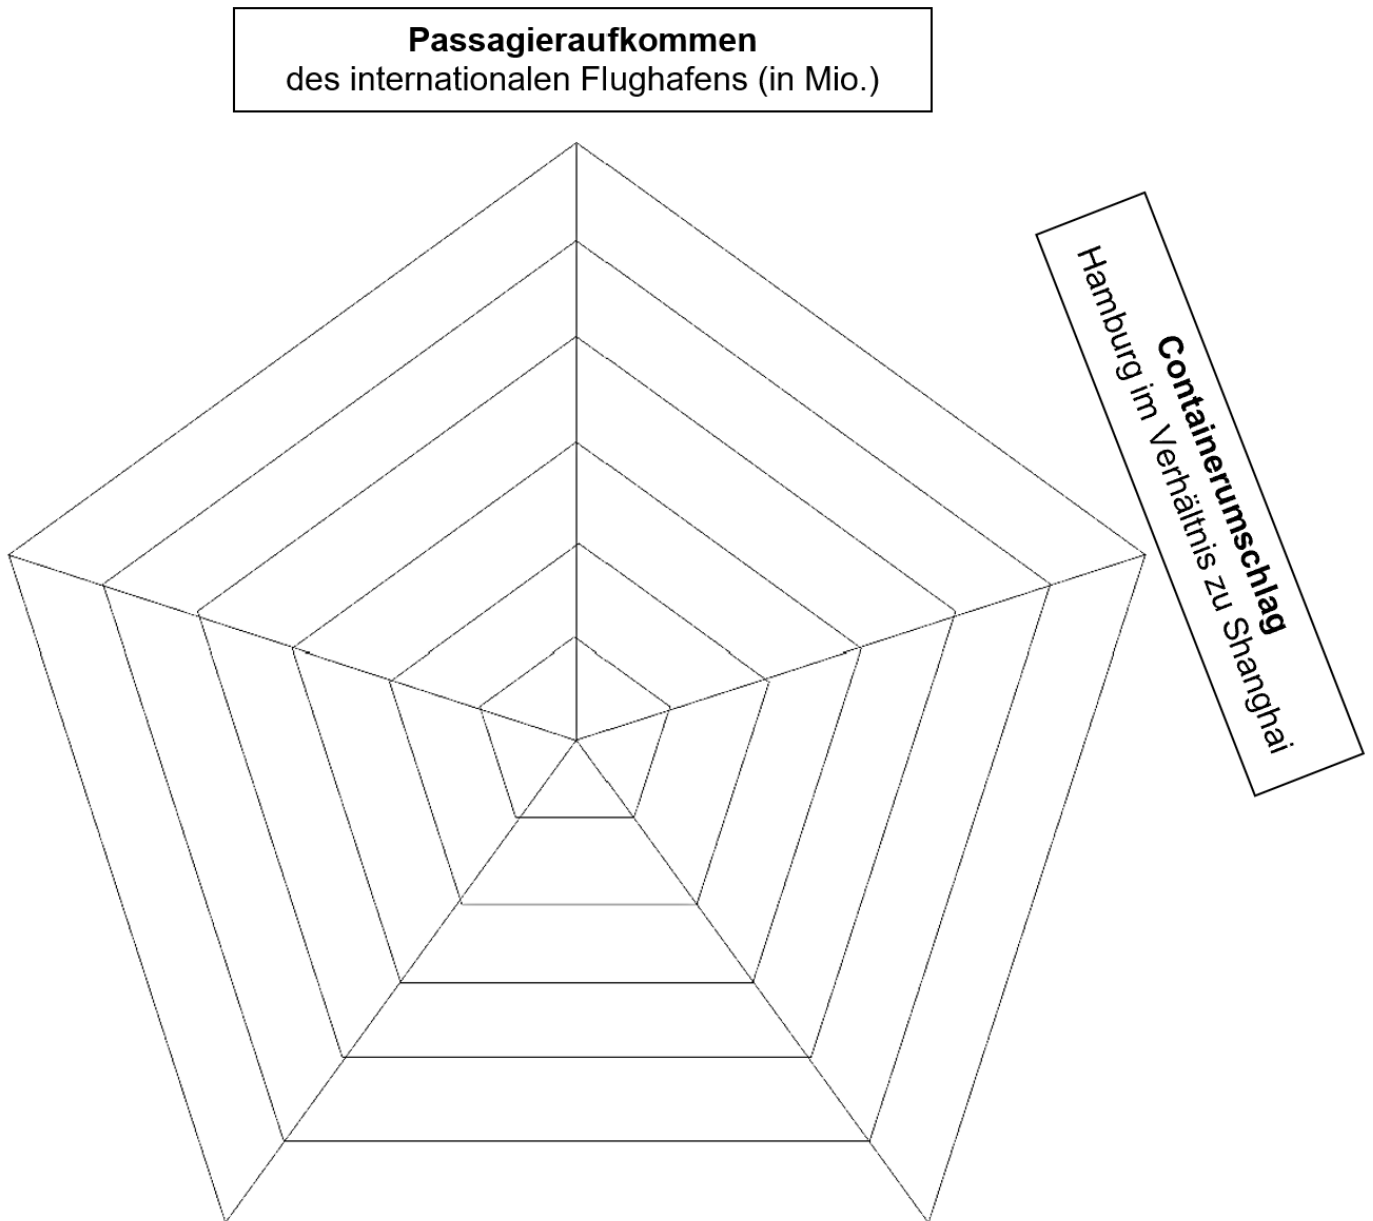 Passagieraufkommen
des internationalen Flughafens (in Mio.)
Containerumschlag
Hamburg im Verhältnis zu Shanghai